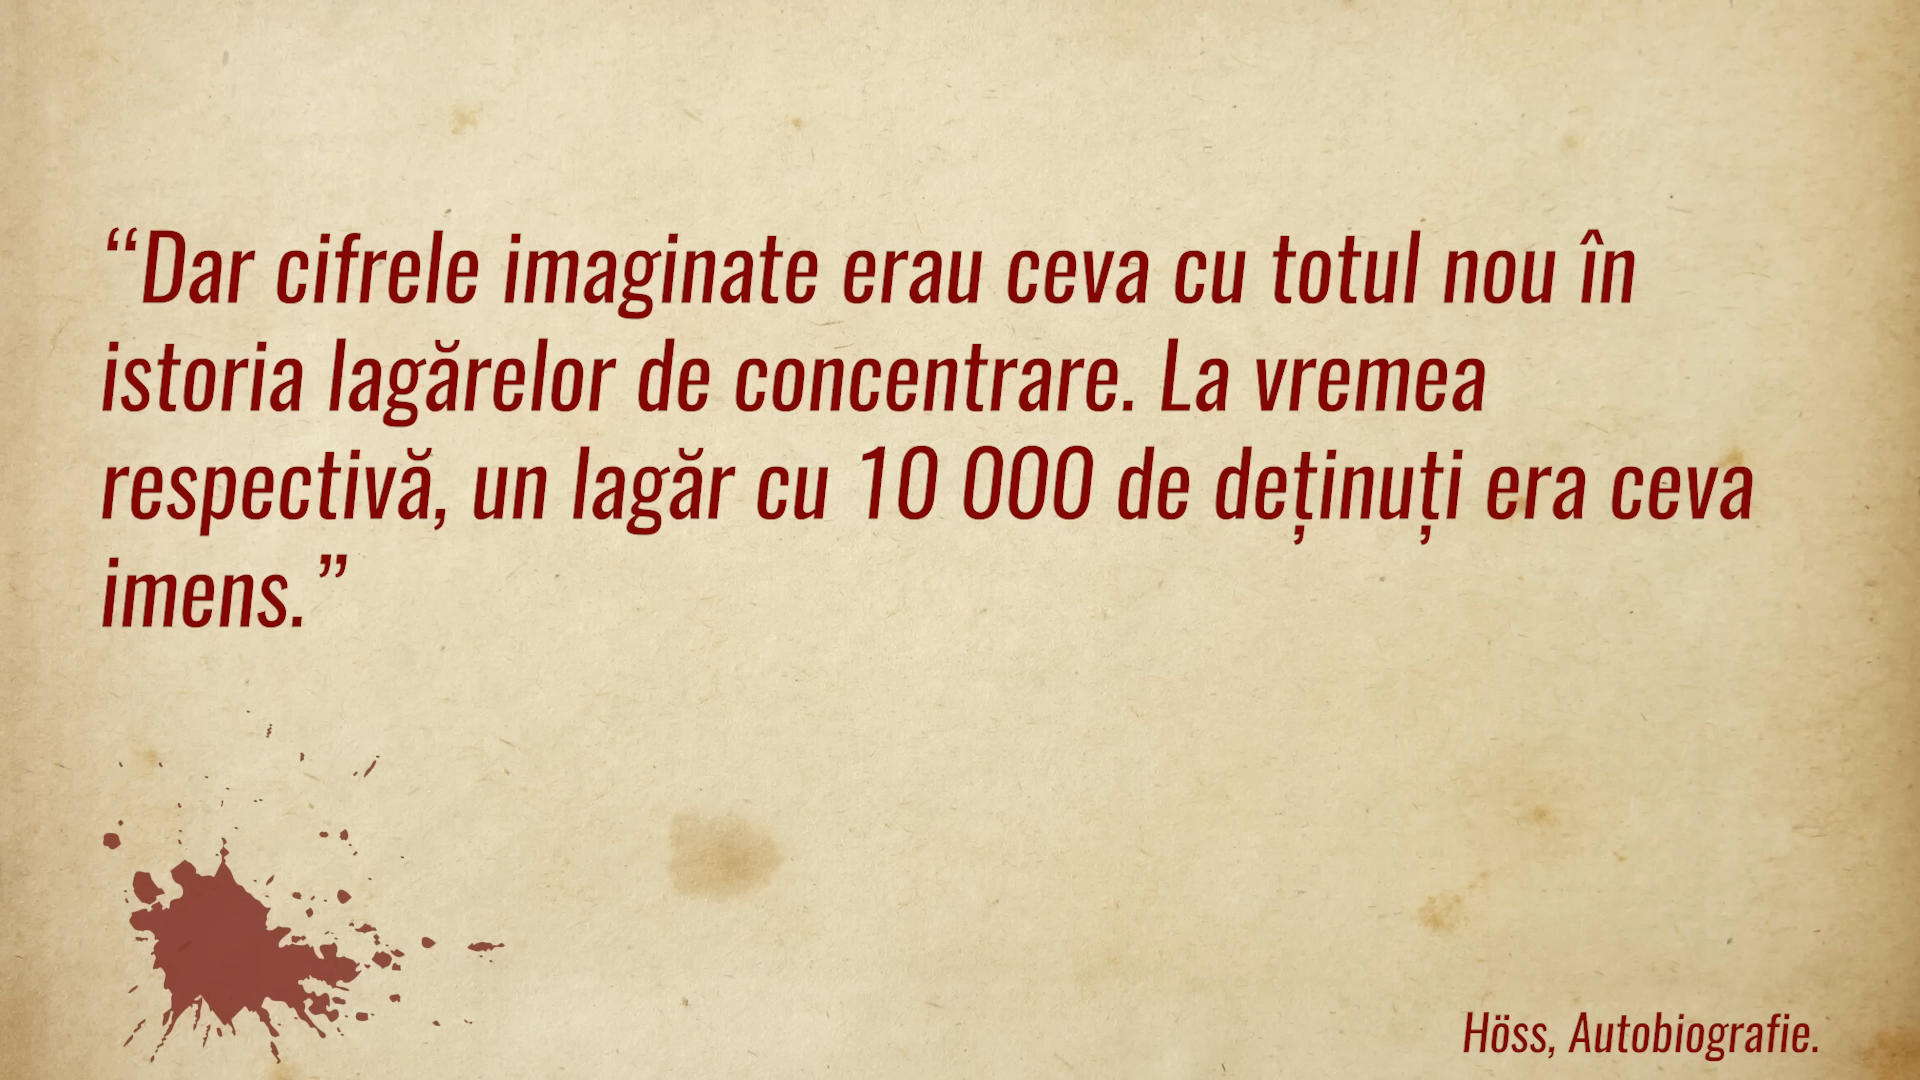 “Dar cifrele imaginate erau ceva cu totul nou în
istoria lagărelor de concentrare. La vremea
respectivă, un lagăr cu 10 000 de deținuți era ceva
imens.”
Höss, Autobiografie.